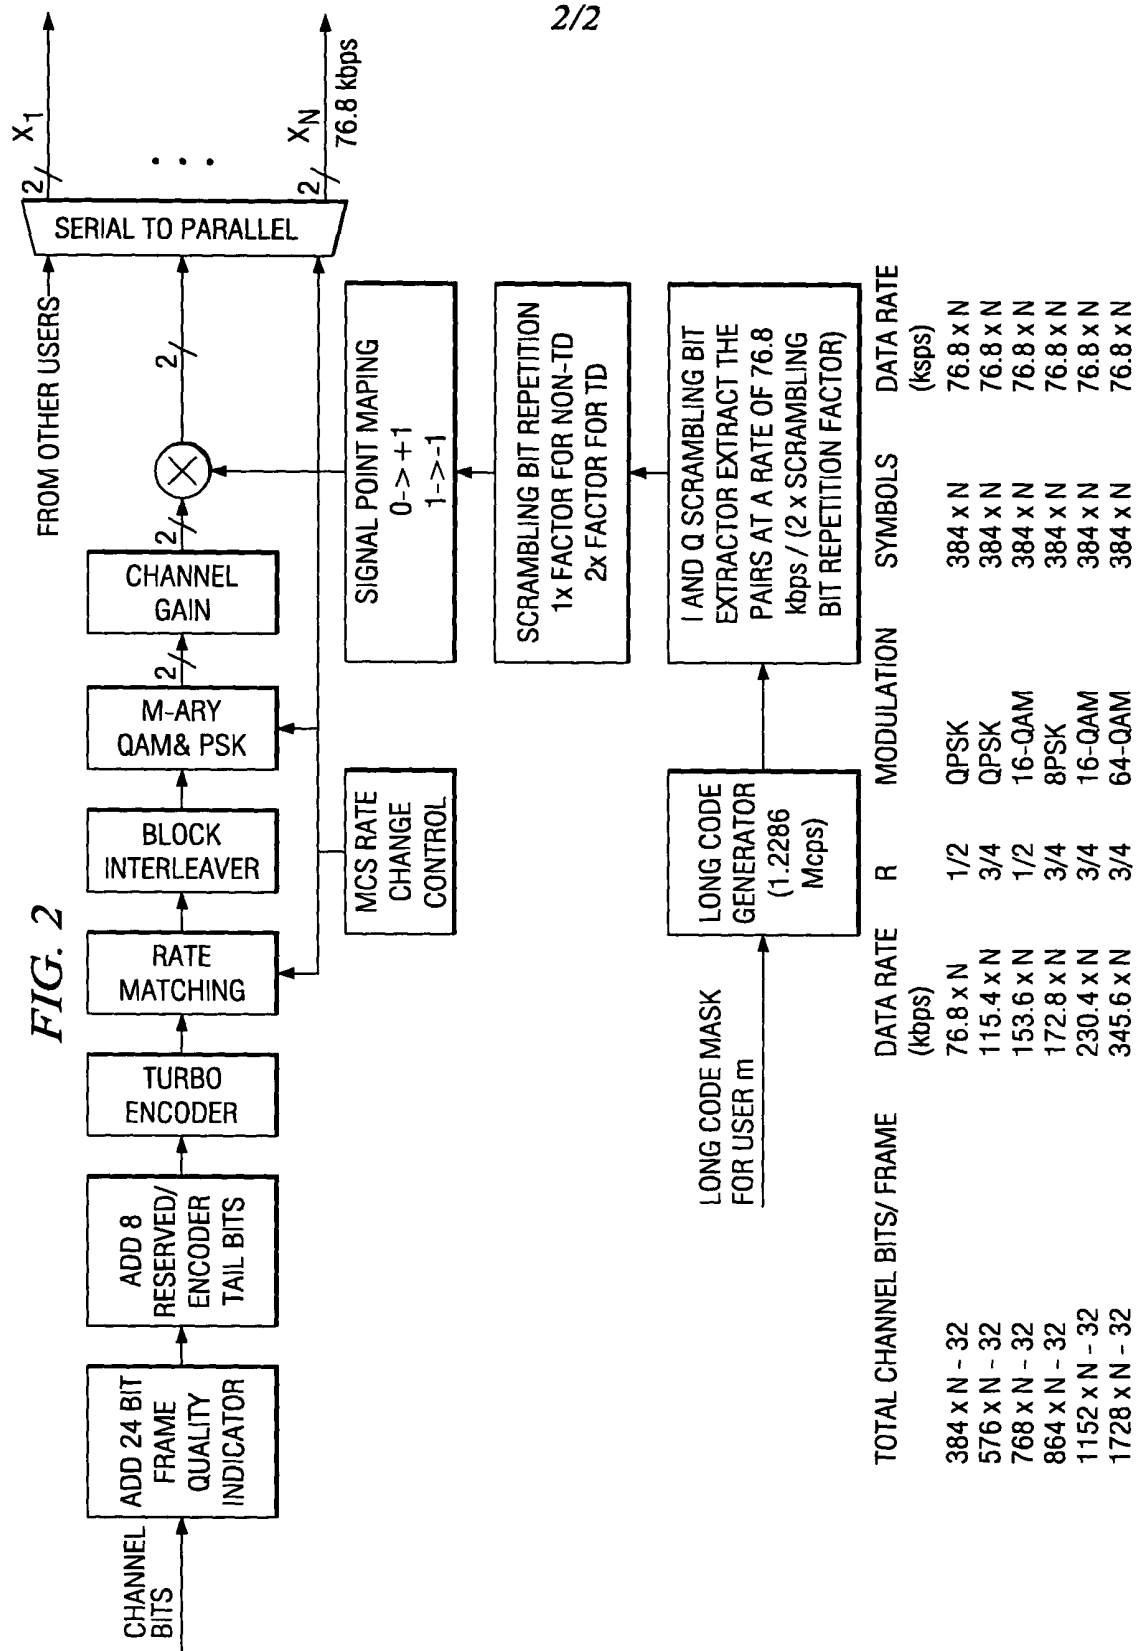 2/2
FIG. 2
CHANNEL
BITS
ADD 24 BIT
FRAME
QUALITY
INDICATOR
ADD 8
RESERVED/
ENCODER
TAIL BITS
TURBO
ENCODER
RATE
MATCHING
BLOCK
INTERLEAVER
M-ARY
QAM& PSK
2
CHANNEL
GAIN
2
2
FROM OTHER USERS
SERIAL TO PARALLEL
2
X1
• • •
2
XN
76.8 kbps
MCS RATE
CHANGE
CONTROL
SIGNAL POINT MAPING
0-> +1
1->-1
SCRAMBLING BIT REPETITION
1x FACTOR FOR NON-TD
2x FACTOR FOR TD
LONG CODE MASK
FOR USER m
LONG CODE
GENERATOR
(1.2286
Mcps)
I AND Q SCRAMBLING BIT
EXTRACTOR EXTRACT THE
PAIRS AT A RATE OF 76.8
kbps / (2 x SCRAMBLING
BIT REPETITION FACTOR)
TOTAL CHANNEL BITS/ FRAME DATA RATE R MODULATION SYMBOLS DATA RATE
(kbps) (ksps)
384 x N - 32 76.8 x N 1/2 QPSK 384 x N 76.8 x N
576 x N - 32 115.4 x N 3/4 QPSK 384 x N 76.8 x N
768 x N - 32 153.6 x N 1/2 16-QAM 384 x N 76.8 x N
864 x N - 32 172.8 x N 3/4 8PSK 384 x N 76.8 x N
1152 x N - 32 230.4 x N 3/4 16-QAM 384 x N 76.8 x N
1728 x N - 32 345.6 x N 3/4 64-QAM 384 x N 76.8 x N